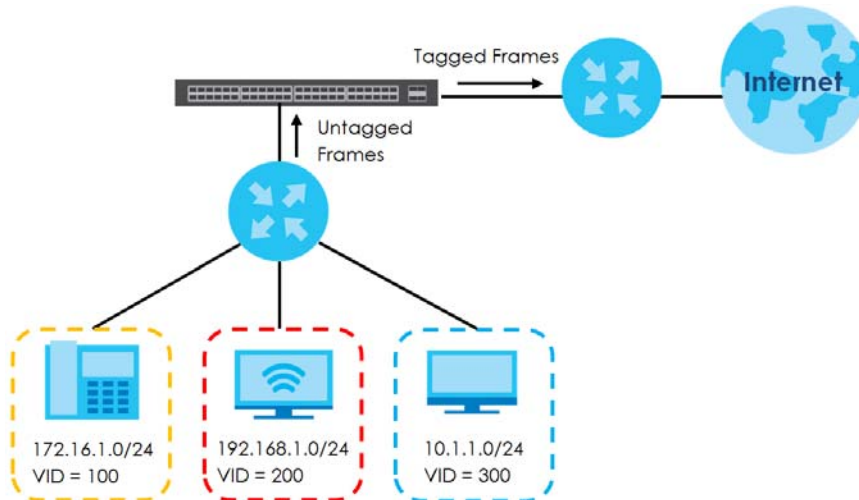 Tagged Frames
Internet
Untagged
Frames
172.16.1.0/24
VID = 100
192.168.1.0/24
VID = 200
10.1.1.0/24
VID = 300